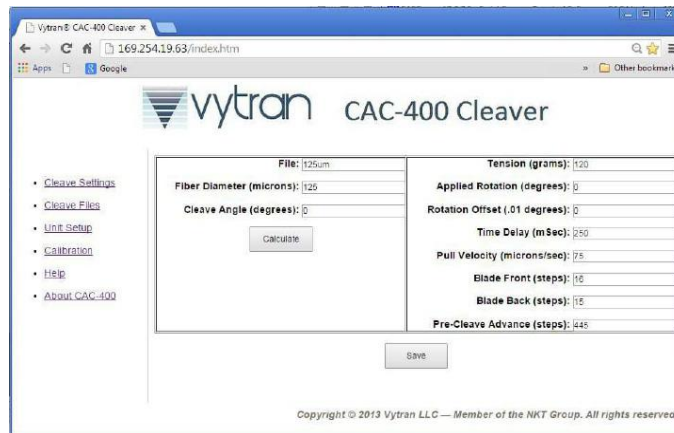 Vytran® CAC-400 Cleaver
169.254.19.63/index.htm
Apps
Google
»
Other bookmark
vytran CAC-400 Cleaver
• Cleave Settings
• Cleave Files
• Unit Setup
• Calibration
• Help
• About CAC-400
File: 125um
Fiber Diameter (microns): 125
Cleave Angle (degrees): 0
Calculate
Tension (grams): 120
Applied Rotation (degrees): 0
Rotation Offset (.01 degrees): 0
Time Delay (mSec): 250
Pull Velocity (microns/sec): 75
Blade Front (steps): 16
Blade Back (steps): 15
Pre-Cleave Advance (steps): 445
Save
Copyright © 2013 Vytran LLC — Member of the NKT Group. All rights reserved